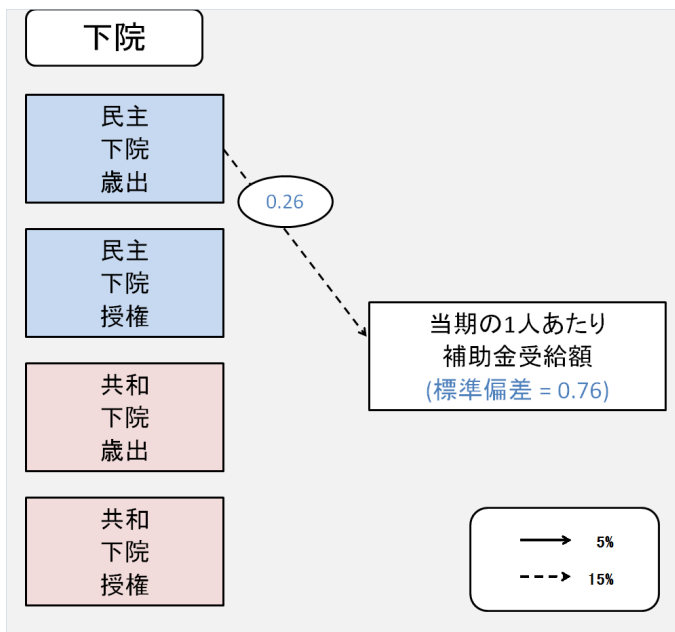 下院
民主
下院
歳出
0.26
民主
下院
授権
当期の1人あたり
補助金受給額
(標準偏差 = 0.76)
共和
下院
歳出
共和
下院
授権
5%
15%